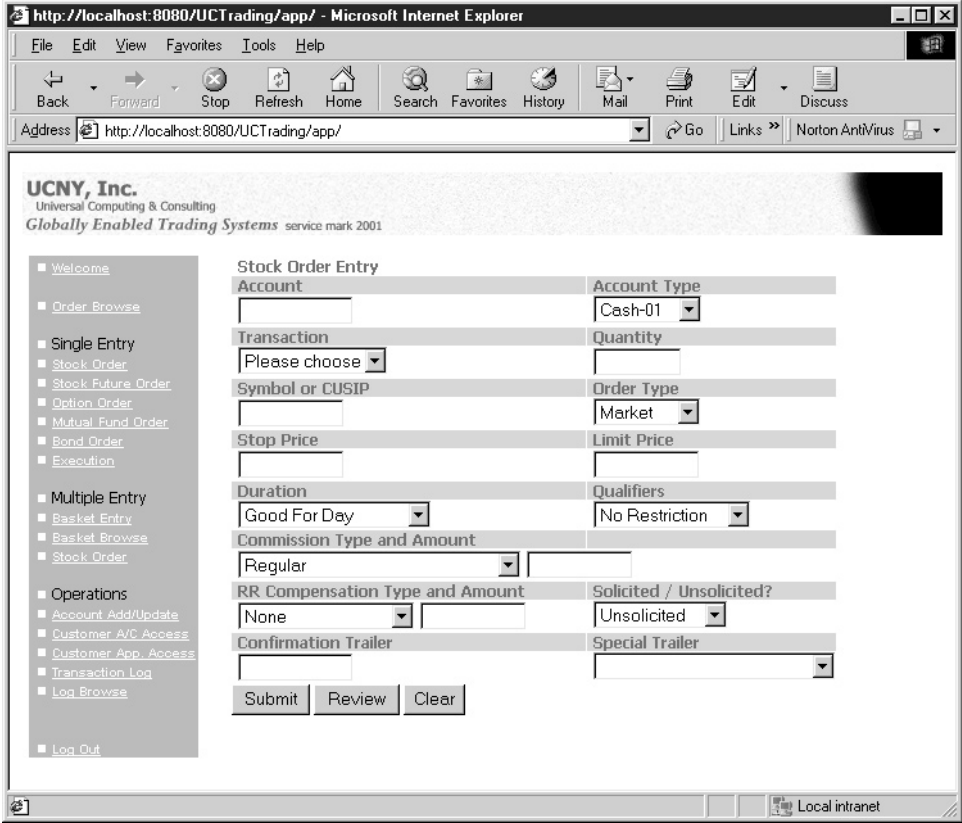 http://localhost:8080/UCTrading/app/ - Microsoft Internet Explorer
File Edit View Favorites Tools Help
Back Forward Stop Refresh Home Search Favorites History Mail Print Edit Discuss
Address http://localhost:8080/UCTrading/app/ Go Links » Norton AntiVirus
UCNY, Inc.
Universal Computing & Consulting
Globally Enabled Trading Systems service mark 2001
Welcome
Order Browse
Single Entry
Stock Order
Stock Future Order
Option Order
Mutual Fund Order
Bond Order
Execution
Multiple Entry
Basket Entry
Basket Browse
Stock Order
Operations
Account Add/Update
Customer A/C Access
Customer App. Access
Transaction Log
Log Browse
Log Out
Stock Order Entry
Account Account Type
Cash-01
Transaction Quantity
Please choose
Symbol or CUSIP Order Type
Market
Stop Price Limit Price
Duration Qualifiers
Good For Day No Restriction
Commission Type and Amount
Regular
RR Compensation Type and Amount Solicited / Unsolicited?
None Unsolicited
Confirmation Trailer Special Trailer
Submit Review Clear
Local intranet